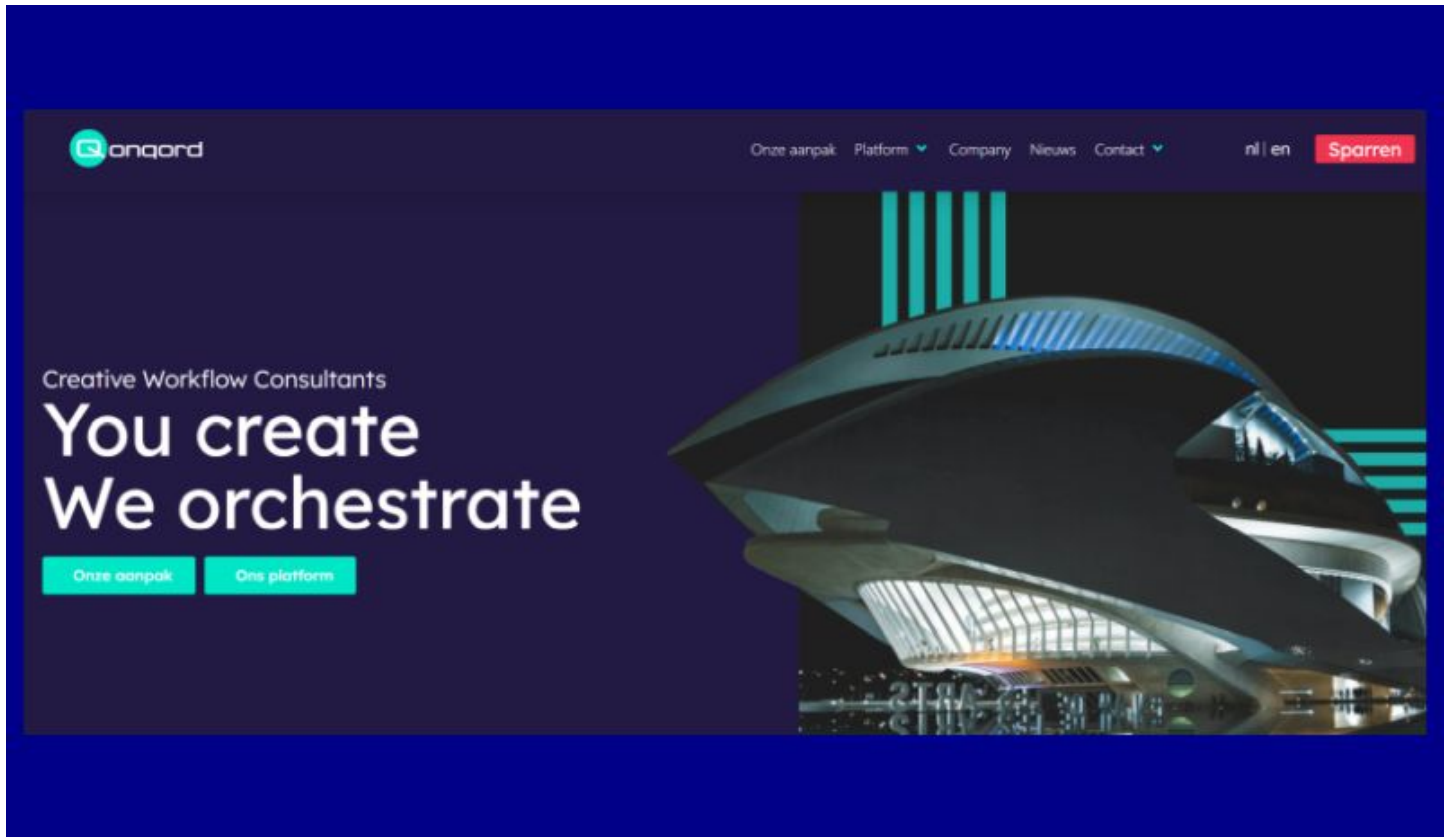 Qonqord
Onze aanpak Platform Company Nieuws Contact nl | en Sparren
Creative Workflow Consultants
You create
We orchestrate
Onze aanpak Ons platform
ARTS